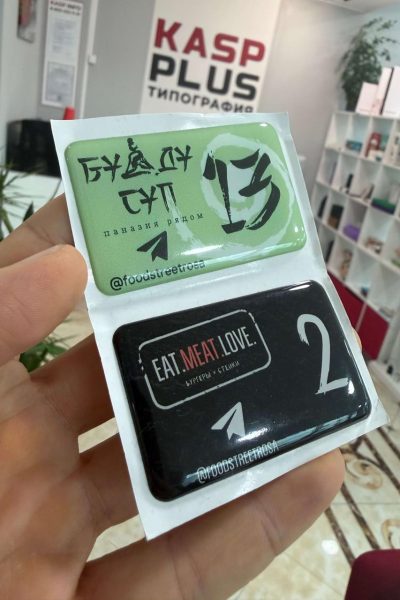 KASP
PLUS
ТИПОГРАФИЯ
БУДДУ
СУП
паназия рядом
13
@foodstreetrosa
EAT.MEAT.LOVE.
БУРГЕРЫ • СТЕЙКИ
2
@FOODSTREETROSA